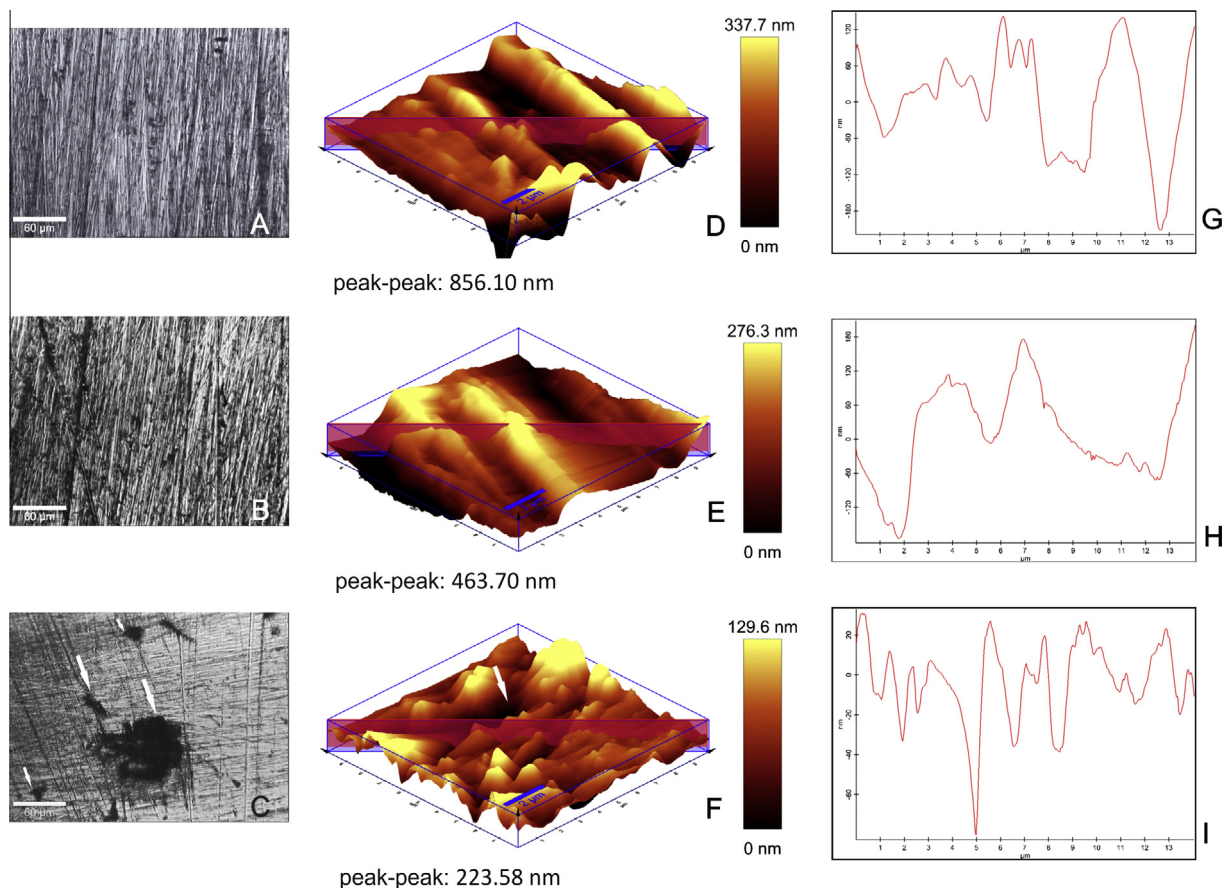 60 µm
A
337.7 nm
0 nm
2 µm
D
peak-peak: 856.10 nm
120
60
0
-60
-120
-180
nm
1 2 3 4 5 6 7 8 9 10 11 12 13
µm
G
60 µm
B
276.3 nm
0 nm
E
peak-peak: 463.70 nm
180
120
60
0
-60
-120
nm
1 2 3 4 5 6 7 8 9 10 11 12 13
µm
H
60 µm
C
129.6 nm
0 nm
2 µm
F
peak-peak: 223.58 nm
20
0
-20
-40
-60
nm
1 2 3 4 5 6 7 8 9 10 11 12 13
µm
I